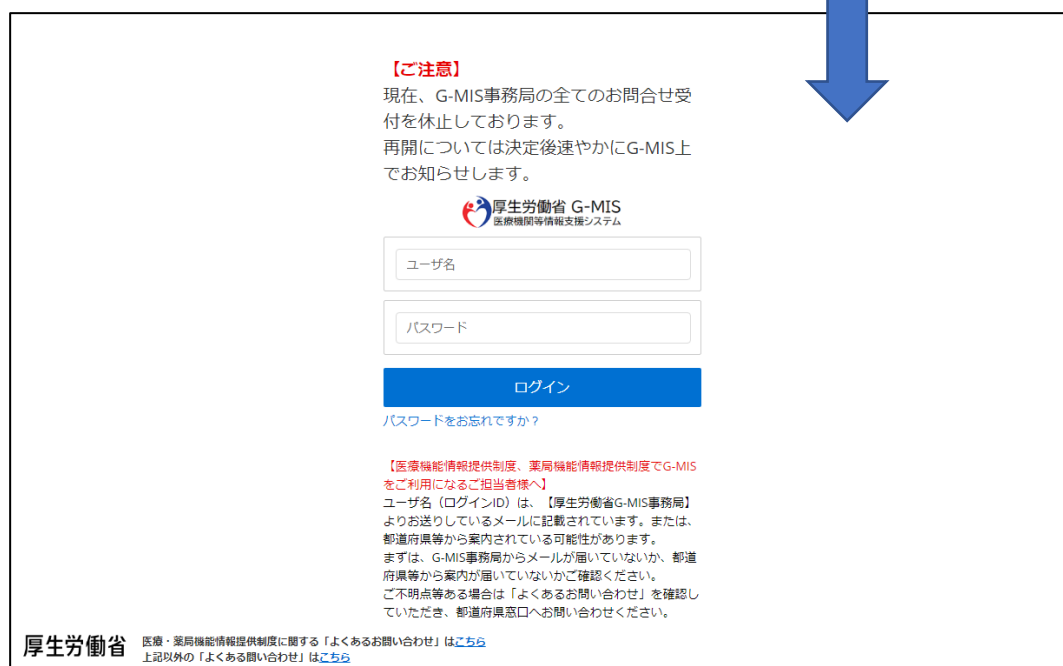 【ご注意】
現在、G-MIS事務局の全てのお問合せ受
付を休止しております。
再開については決定後速やかにG-MIS上
でお知らせします。
厚生労働省 G-MIS
医療機関等情報支援システム
ユーザ名
パスワード
ログイン
パスワードをお忘れですか？
【医療機能情報提供制度、薬局機能情報提供制度でG-MIS
をご利用になるご担当者様へ】
ユーザ名（ログインID）は、【厚生労働省G-MIS事務局】
よりお送りしているメールに記載されています。または、
都道府県等から案内されている可能性があります。
まずは、G-MIS事務局からメールが届いていないか、都道
府県等から案内が届いていないかご確認ください。
ご不明点等ある場合は「よくあるお問い合わせ」を確認し
ていただき、都道府県窓口へお問い合わせください。
厚生労働省
医療・薬局機能情報提供制度に関する「よくあるお問い合わせ」はこちら
上記以外の「よくある問い合わせ」はこちら